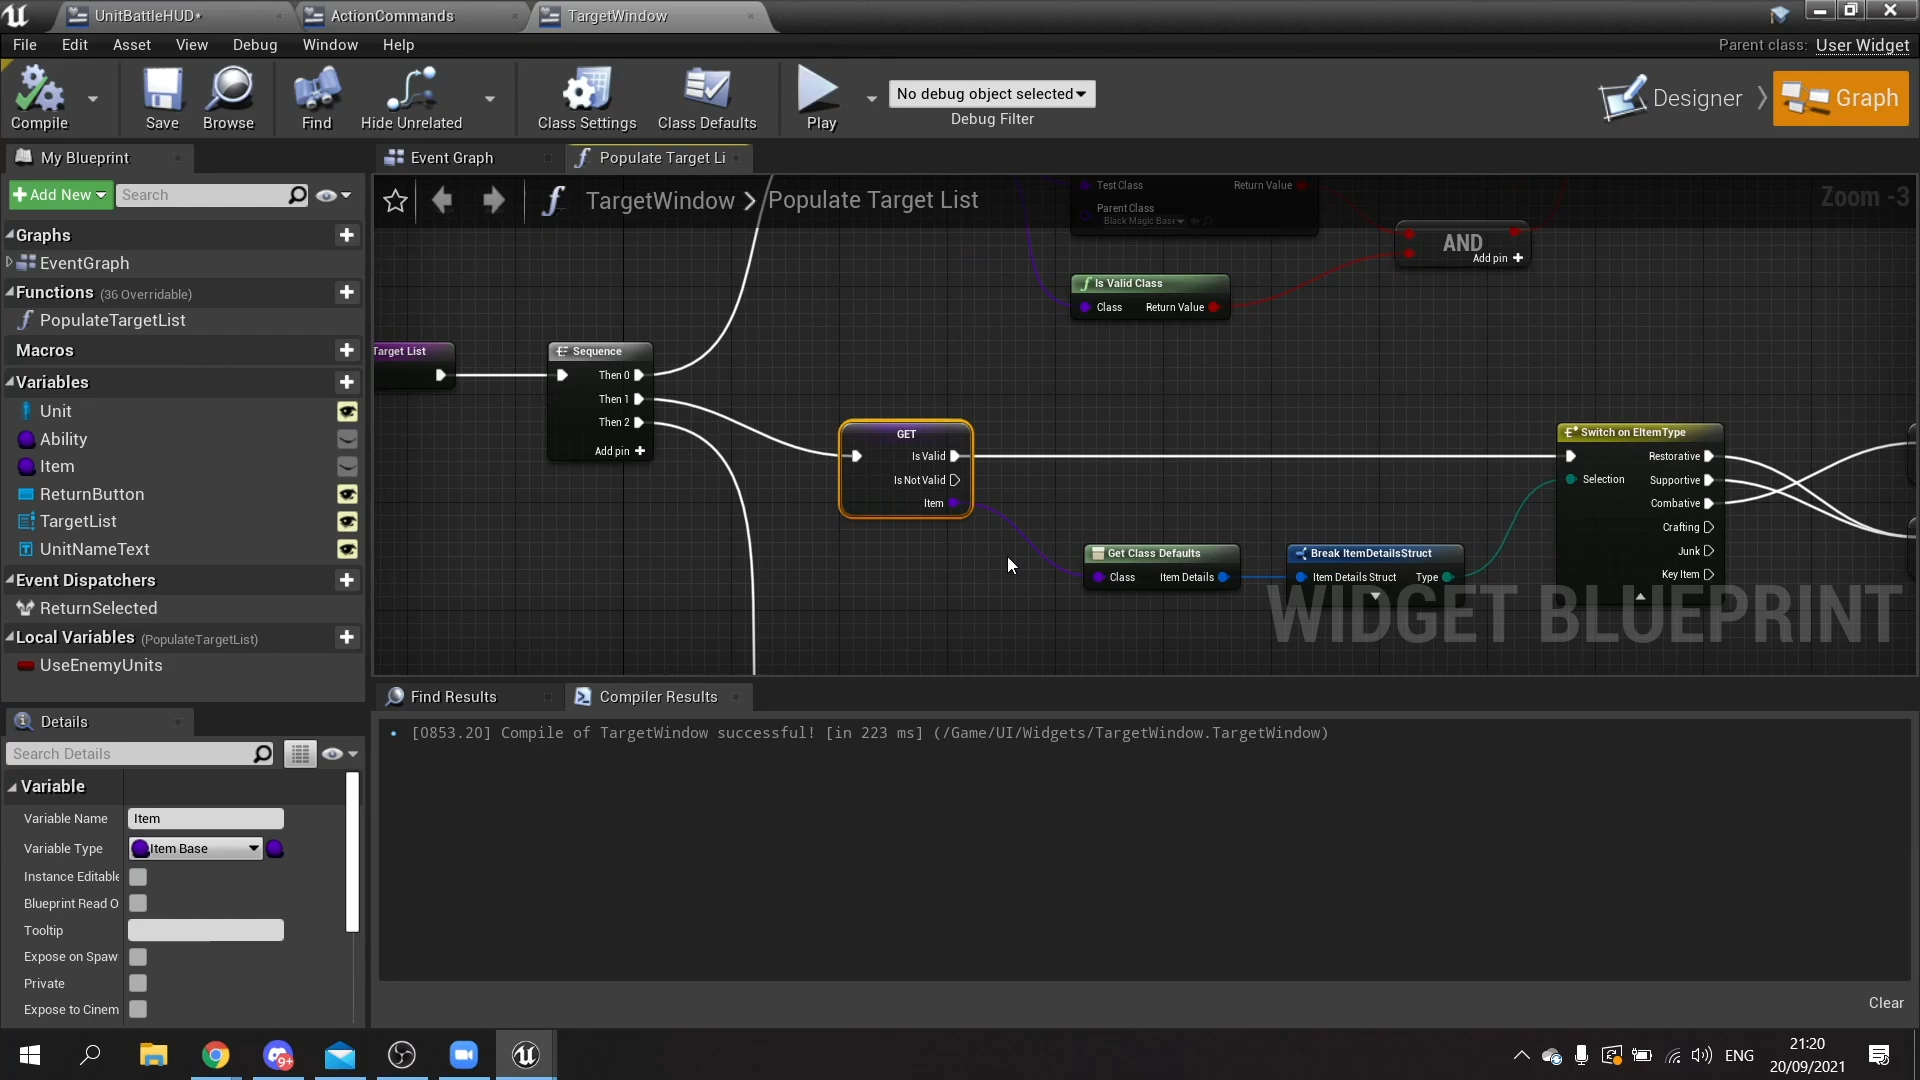 UnitBattleHUD*
ActionCommands
TargetWindow
File Edit Asset View Debug Window Help
Parent class: User Widget
Compile
Save
Browse
Find
Hide Unrelated
Class Settings
Class Defaults
Play
No debug object selected
Debug Filter
Designer
Graph
My Blueprint
Event Graph
Populate Target Li
Add New
Search
TargetWindow
Populate Target List
Zoom -3
Graphs
EventGraph
Functions (36 Overridable)
PopulateTargetList
Macros
Variables
Unit
Ability
Item
ReturnButton
TargetList
UnitNameText
Event Dispatchers
ReturnSelected
Local Variables (PopulateTargetList)
UseEnemyUnits
Test Class Return Value
Parent Class
Black Magic Base
AND
Add pin
Is Valid Class
Class Return Value
Target List
Sequence
Then 0
Then 1
Then 2
Add pin
GET
Is Valid
Is Not Valid
Item
Get Class Defaults
Class Item Details
Break ItemDetailsStruct
Item Details Struct Type
Switch on EItemType
Restorative
Selection Supportive
Combative
Crafting
Junk
Key Item
WIDGET BLUEPRINT
Find Results
Compiler Results
[0853.20] Compile of TargetWindow successful! [in 223 ms] (/Game/UI/Widgets/TargetWindow.TargetWindow)
Clear
Details
Search Details
Variable
Variable Name Item
Variable Type Item Base
Instance Editable
Blueprint Read O
Tooltip
Expose on Spaw
Private
Expose to Cinem
9+
ENG
21:20
20/09/2021